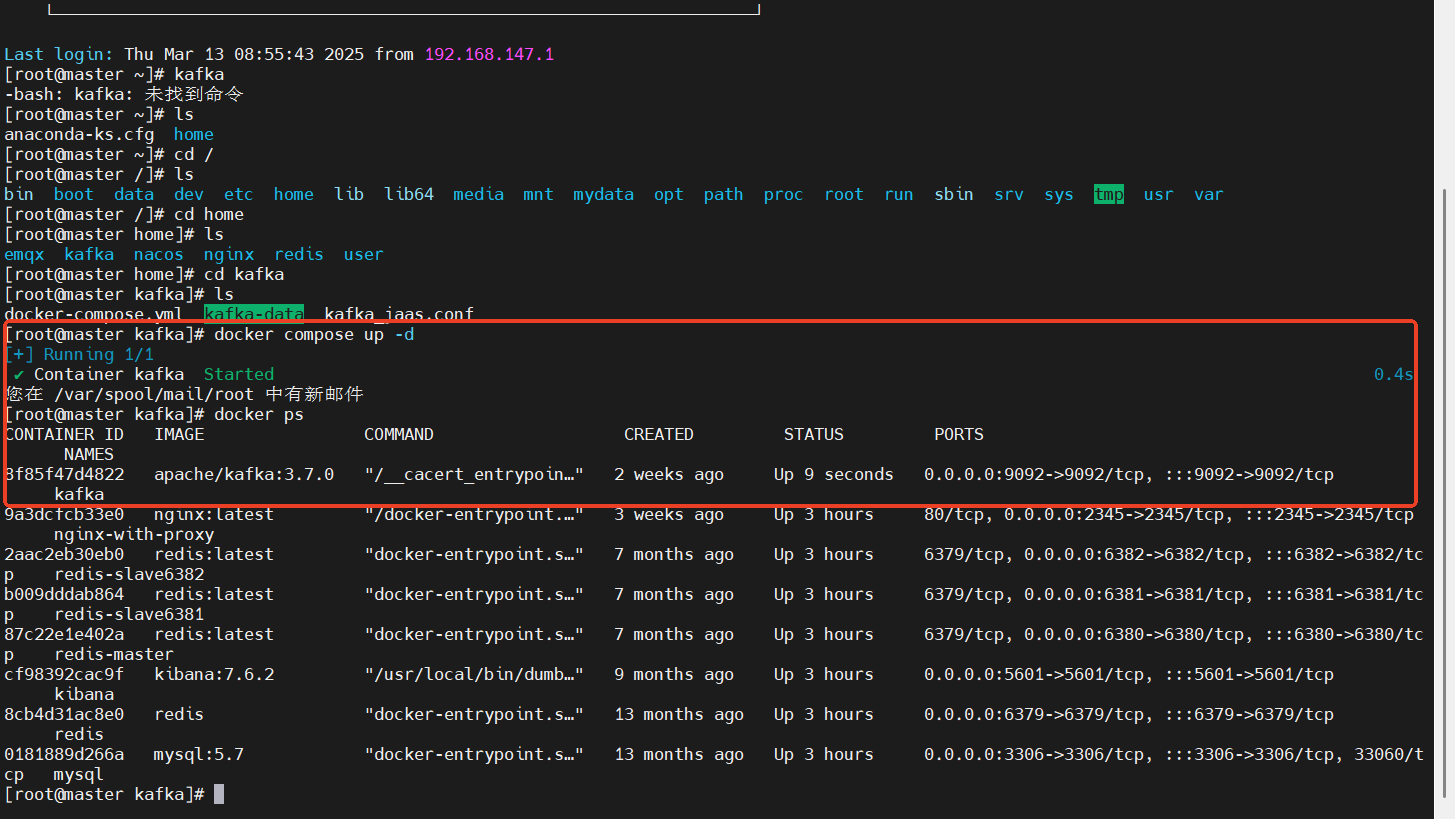 Last login: Thu Mar 13 08:55:43 2025 from 192.168.147.1
[root@master ~]# kafka
-bash: kafka: 未找到命令
[root@master ~]# ls
anaconda-ks.cfg  home
[root@master ~]# cd /
[root@master /]# ls
bin  boot  data  dev  etc  home  lib  lib64  media  mnt  mydata  opt  path  proc  root  run  sbin  srv  sys  tmp  usr  var
[root@master /]# cd home
[root@master home]# ls
emqx  kafka  nacos  nginx  redis  user
[root@master home]# cd kafka
[root@master kafka]# ls
docker-compose.yml  kafka-data  kafka_jaas.conf
[root@master kafka]# docker compose up -d
[+] Running 1/1
✔ Container kafka  Started 0.4s
您在 /var/spool/mail/root 中有新邮件
[root@master kafka]# docker ps
CONTAINER ID   IMAGE                COMMAND                   CREATED         STATUS         PORTS
      NAMES
8f85f47d4822   apache/kafka:3.7.0   "/__cacert_entrypoin…"   2 weeks ago     Up 9 seconds   0.0.0.0:9092->9092/tcp, :::9092->9092/tcp
     kafka
9a3dcfcb33e0   nginx:latest         "/docker-entrypoint.…"   3 weeks ago     Up 3 hours     80/tcp, 0.0.0.0:2345->2345/tcp, :::2345->2345/tcp
     nginx-with-proxy
2aac2eb30eb0   redis:latest         "docker-entrypoint.s…"   7 months ago    Up 3 hours     6379/tcp, 0.0.0.0:6382->6382/tcp, :::6382->6382/tc
p    redis-slave6382
b009dddab864   redis:latest         "docker-entrypoint.s…"   7 months ago    Up 3 hours     6379/tcp, 0.0.0.0:6381->6381/tcp, :::6381->6381/tc
p    redis-slave6381
87c22e1e402a   redis:latest         "docker-entrypoint.s…"   7 months ago    Up 3 hours     6379/tcp, 0.0.0.0:6380->6380/tcp, :::6380->6380/tc
p    redis-master
cf98392cac9f   kibana:7.6.2         "/usr/local/bin/dumb…"   9 months ago    Up 3 hours     0.0.0.0:5601->5601/tcp, :::5601->5601/tcp
     kibana
8cb4d31ac8e0   redis                "docker-entrypoint.s…"   13 months ago   Up 3 hours     0.0.0.0:6379->6379/tcp, :::6379->6379/tcp
     redis
0181889d266a   mysql:5.7            "docker-entrypoint.s…"   13 months ago   Up 3 hours     0.0.0.0:3306->3306/tcp, :::3306->3306/tcp, 33060/t
cp   mysql
[root@master kafka]#